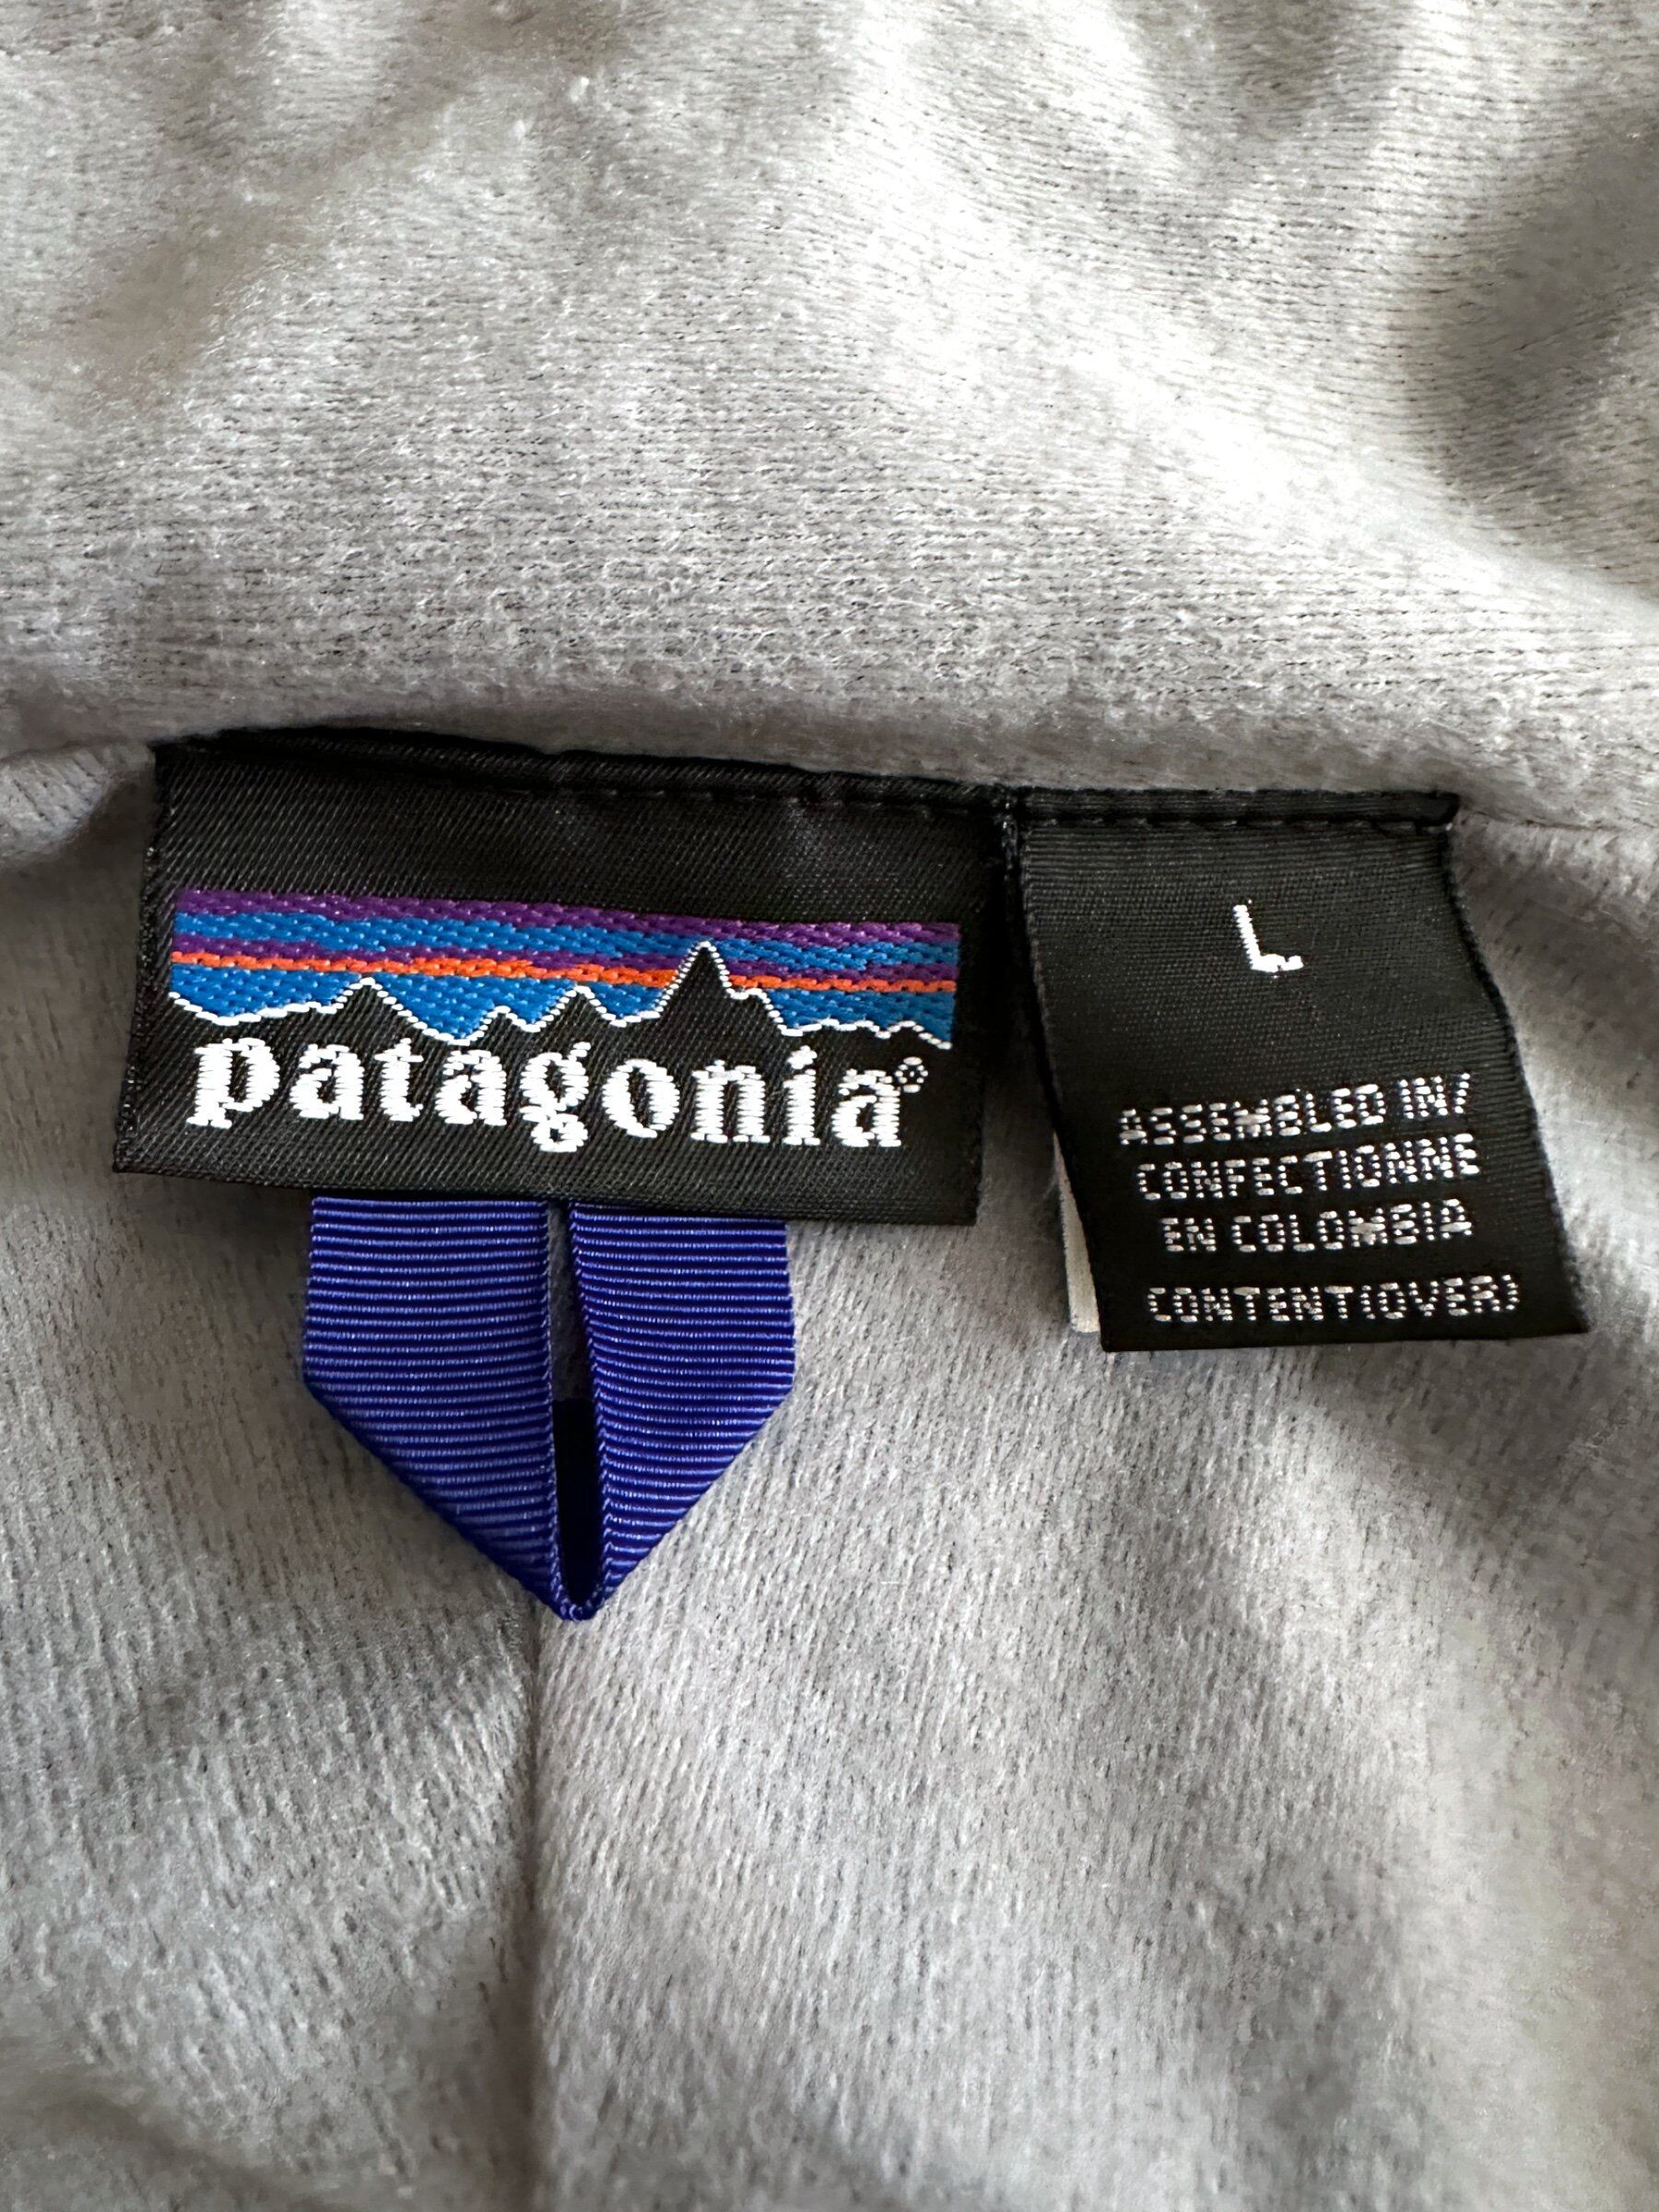 patagonia®
L
ASSEMBLED IN/
CONFECTIONNE
EN COLOMBIA
CONTENT(OVER)